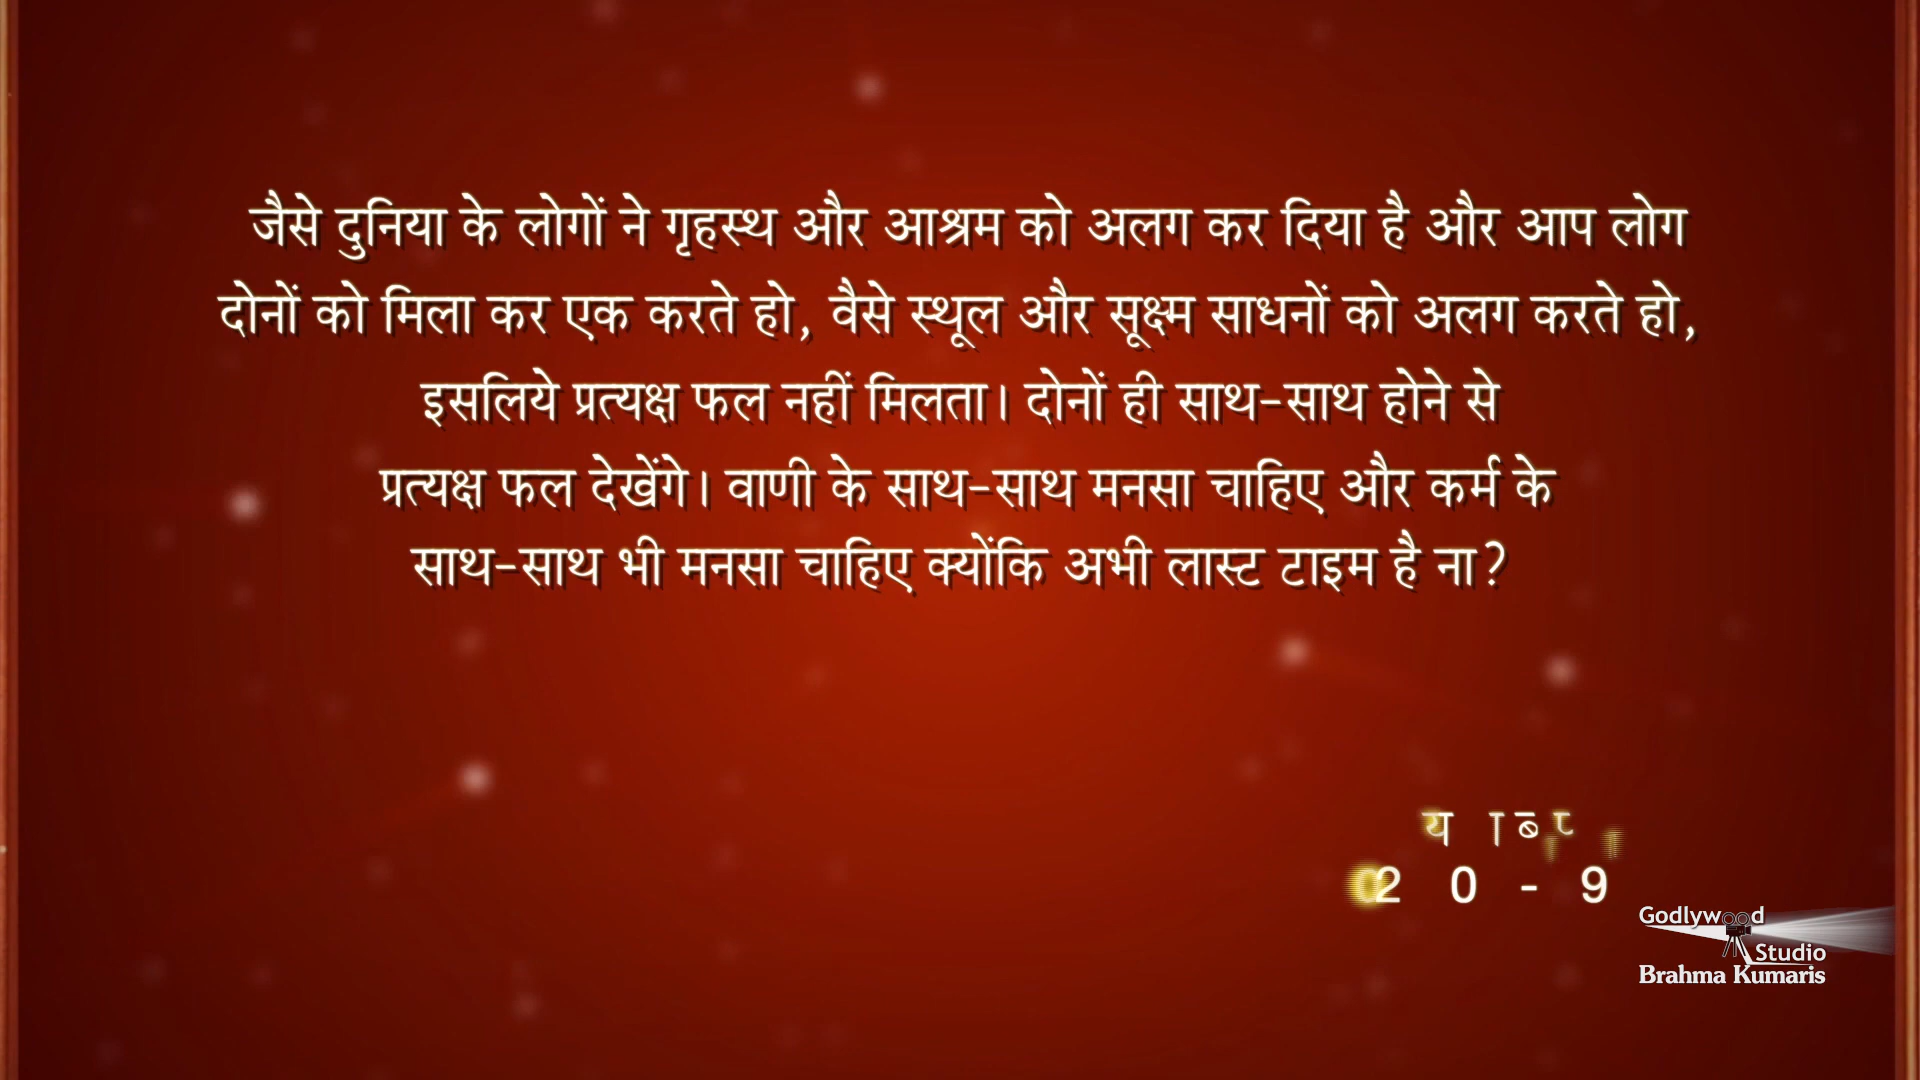 जैसे दुनिया के लोगों ने गृहस्थ और आश्रम को अलग कर दिया है और आप लोग
दोनों को मिला कर एक करते हो, वैसे स्थूल और सूक्ष्म साधनों को अलग करते हो,
इसलिये प्रत्यक्ष फल नहीं मिलता। दोनों ही साथ-साथ होने से
प्रत्यक्ष फल देखेंगे। वाणी के साथ-साथ मनसा चाहिए और कर्म के
साथ-साथ भी मनसा चाहिए क्योंकि अभी लास्ट टाइम है ना?
2 0 - 9
Godlywood
Studio
Brahma Kumaris